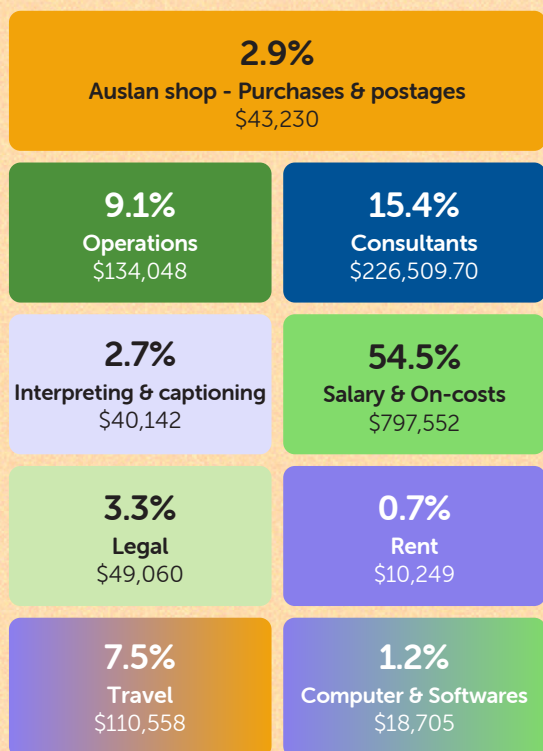 2.9%
Auslan shop - Purchases & postages
$43,230
9.1%
Operations
$134,048
15.4%
Consultants
$226,509.70
2.7%
Interpreting & captioning
$40,142
54.5%
Salary & On-costs
$797,552
3.3%
Legal
$49,060
0.7%
Rent
$10,249
7.5%
Travel
$110,558
1.2%
Computer & Softwares
$18,705